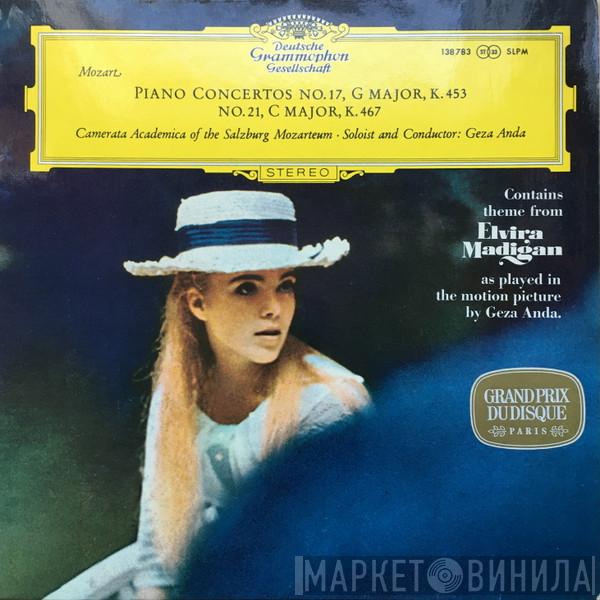 Deutsche
Grammophon
Gesellschaft
138 783 ST 33 SLPM
Mozart
PIANO CONCERTOS NO. 17, G MAJOR, K. 453
NO. 21, C MAJOR, K. 467
Camerata Academica of the Salzburg Mozarteum · Soloist and Conductor: Geza Anda
STEREO
Contains
theme from
Elvira
Madigan
as played in
the motion picture
by Geza Anda.
GRAND PRIX
DU DISQUE
PARIS
МАРКЕТ ВИНИЛА